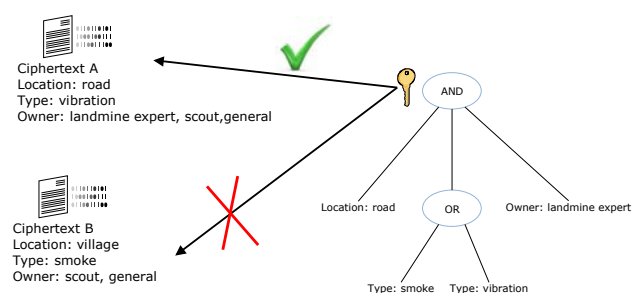 Ciphertext A
Location: road
Type: vibration
Owner: landmine expert, scout,general
AND
Location: road
OR
Owner: landmine expert
Ciphertext B
Location: village
Type: smoke
Owner: scout, general
Type: smoke
Type: vibration